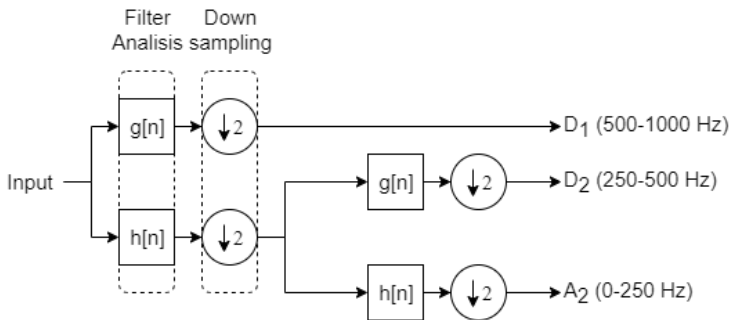 Filter
Analisis
Down
sampling
g[n]
↓2
D1 (500-1000 Hz)
Input
g[n]
↓2
D2 (250-500 Hz)
h[n]
↓2
h[n]
↓2
A2 (0-250 Hz)